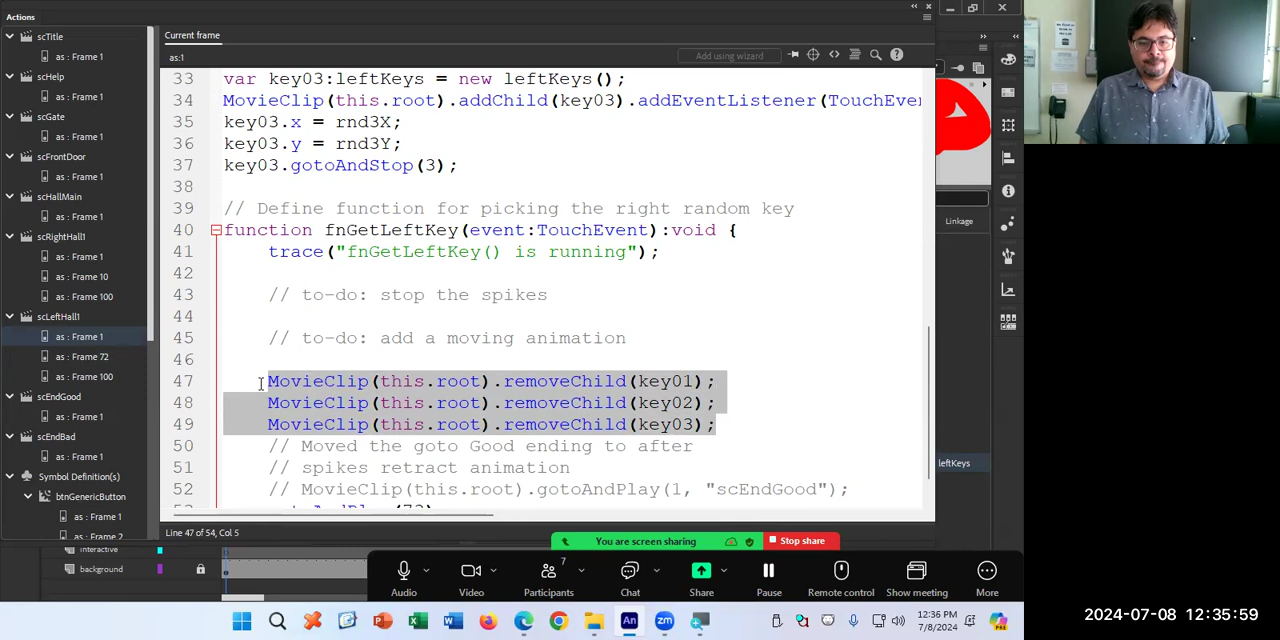 Actions
scTitle
as : Frame 1
scHelp
as : Frame 1
scGate
as : Frame 1
scFrontDoor
as : Frame 1
scHallMain
as : Frame 1
scRightHall1
as : Frame 1
as : Frame 10
as : Frame 100
scLeftHall1
as : Frame 1
as : Frame 72
as : Frame 100
scEndGood
as : Frame 1
scEndBad
as : Frame 1
Symbol Definition(s)
btnGenericButton
as : Frame 1
as : Frame 2
Current frame
as:1
Add using wizard
33 var key03:leftKeys = new leftKeys();
34 MovieClip(this.root).addChild(key03).addEventListener(TouchEven
35 key03.x = rnd3X;
36 key03.y = rnd3Y;
37 key03.gotoAndStop(3);
38
39 // Define function for picking the right random key
40 function fnGetLeftKey(event:TouchEvent):void {
41 trace("fnGetLeftKey() is running");
42
43 // to-do: stop the spikes
44
45 // to-do: add a moving animation
46
47 MovieClip(this.root).removeChild(key01);
48 MovieClip(this.root).removeChild(key02);
49 MovieClip(this.root).removeChild(key03);
50 // Moved the goto Good ending to after
51 // spikes retract animation
52 // MovieClip(this.root).gotoAndPlay(1, "scEndGood");
Line 47 of 54, Col 5
Linkage
leftKeys
interactive
background
You are screen sharing
Stop share
Audio
Video
7
Participants
Chat
Share
Pause
Remote control
Show meeting
More
12:36 PM
7/8/2024
2024-07-08 12:35:59